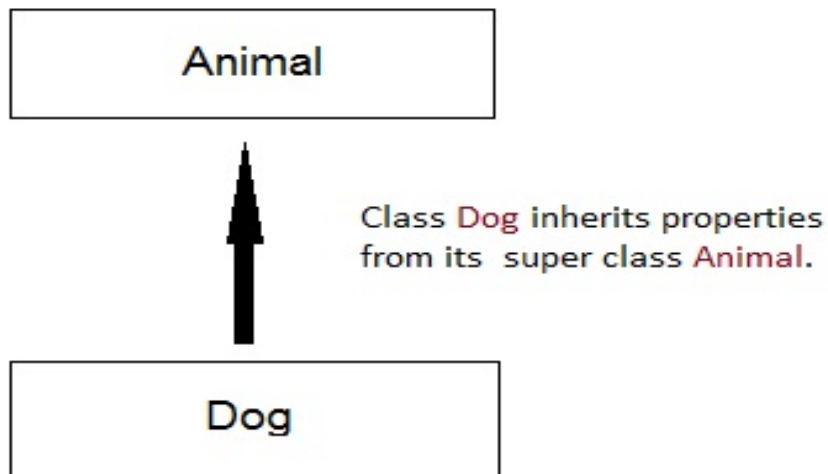 Animal
Class Dog inherits properties
from its super class Animal.
Dog